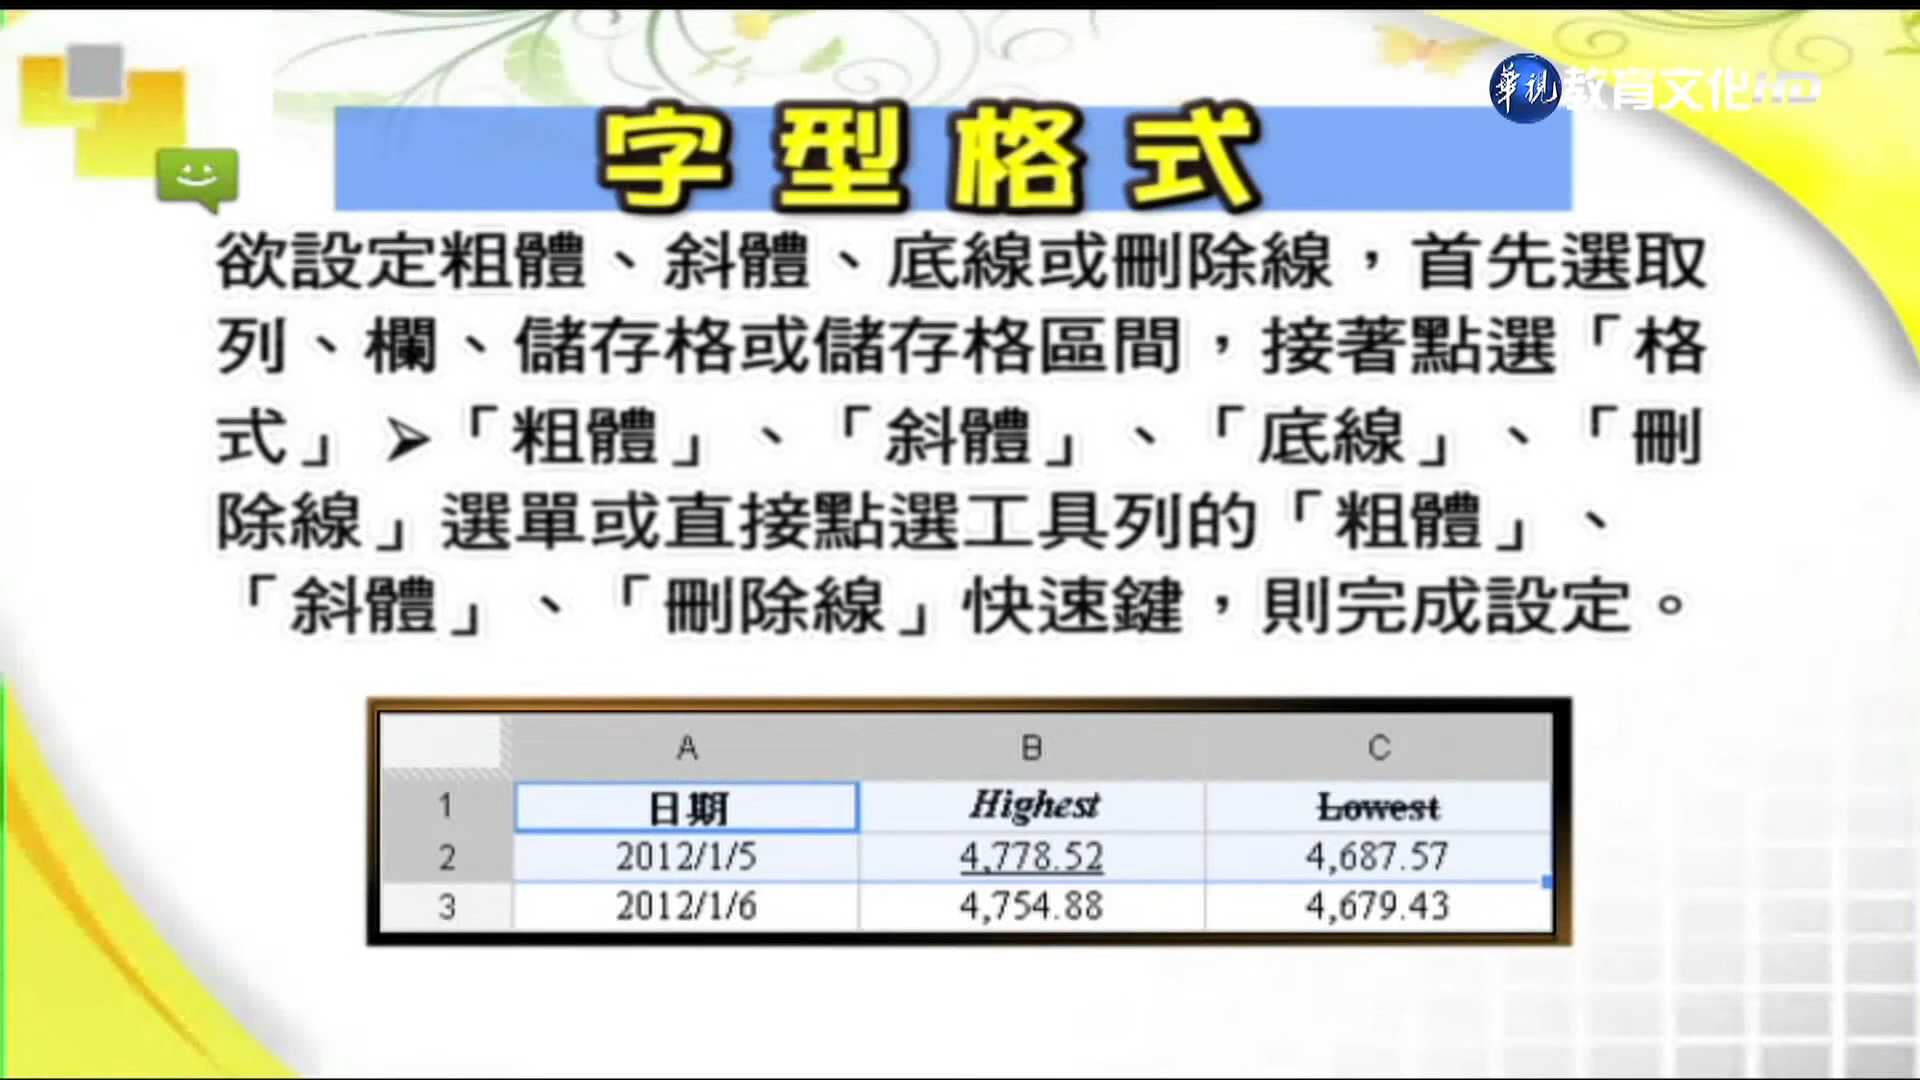 華視 教育文化HD
字型格式
欲設定粗體、斜體、底線或刪除線，首先選取
列、欄、儲存格或儲存格區間，接著點選「格
式」➢「粗體」、「斜體」、「底線」、「刪
除線」選單或直接點選工具列的「粗體」、
「斜體」、「刪除線」快速鍵，則完成設定。
A B C
1 日期 Highest Lowest
2 2012/1/5 4,778.52 4,687.57
3 2012/1/6 4,754.88 4,679.43